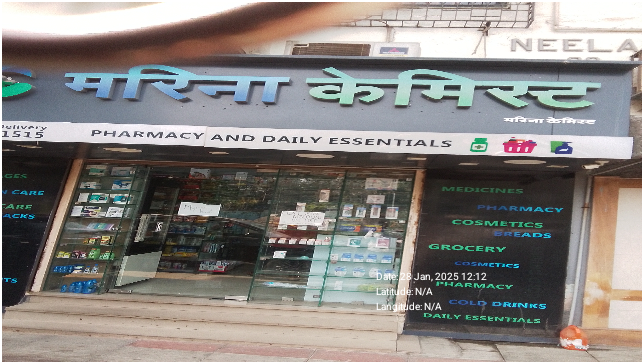 NEELA
मरिना केमिस्ट
मरिना केमिस्ट
Delivery
1515
PHARMACY AND DAILY ESSENTIALS
MEDICINES
PHARMACY
COSMETICS
BREADS
GROCERY
COSMETICS
PHARMACY
COLD DRINKS
DAILY ESSENTIALS
CARE
Date: 28 Jan, 2025 12:12
Latitude: N/A
Langitude: N/A